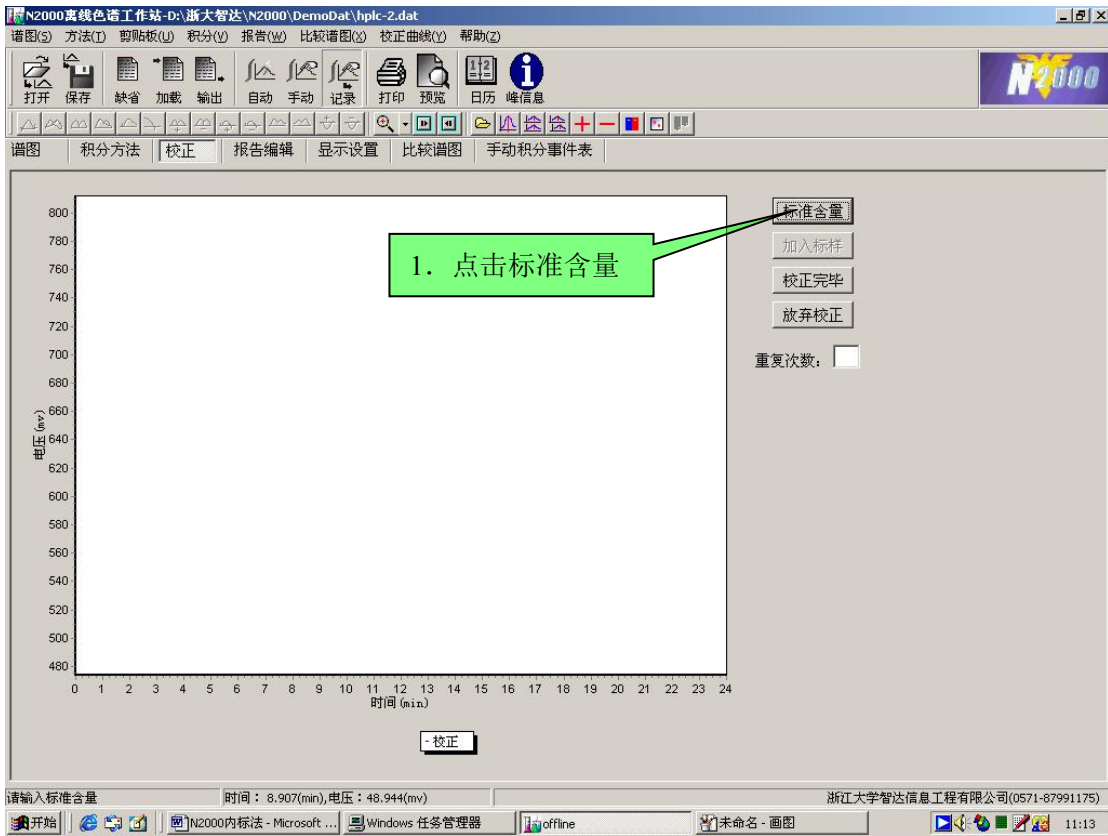 N2000离线色谱工作站-D:\浙大智达\N2000\DemoDat\hplc-2.dat
谱图(S) 方法(T) 剪贴板(U) 积分(V) 报告(W) 比较谱图(X) 校正曲线(Y) 帮助(Z)
打开 保存 缺省 加载 输出 自动 手动 记录 打印 预览 日历 峰信息
N2000
谱图 积分方法 校正 报告编辑 显示设置 比较谱图 手动积分事件表
标准含量
加入标样
校正完毕
放弃校正
重复次数：
1. 点击标准含量
电压(mv)
800
780
760
740
720
700
680
660
640
620
600
580
560
540
520
500
480
0 1 2 3 4 5 6 7 8 9 10 11 12 13 14 15 16 17 18 19 20 21 22 23 24
时间(min)
- 校正
请输入标准含量 时间： 8.907(min),电压：48.944(mv) 浙江大学智达信息工程有限公司(0571-87991175)
开始 N2000内标法 - Microsoft ... Windows 任务管理器 offline 未命名 - 画图 11:13